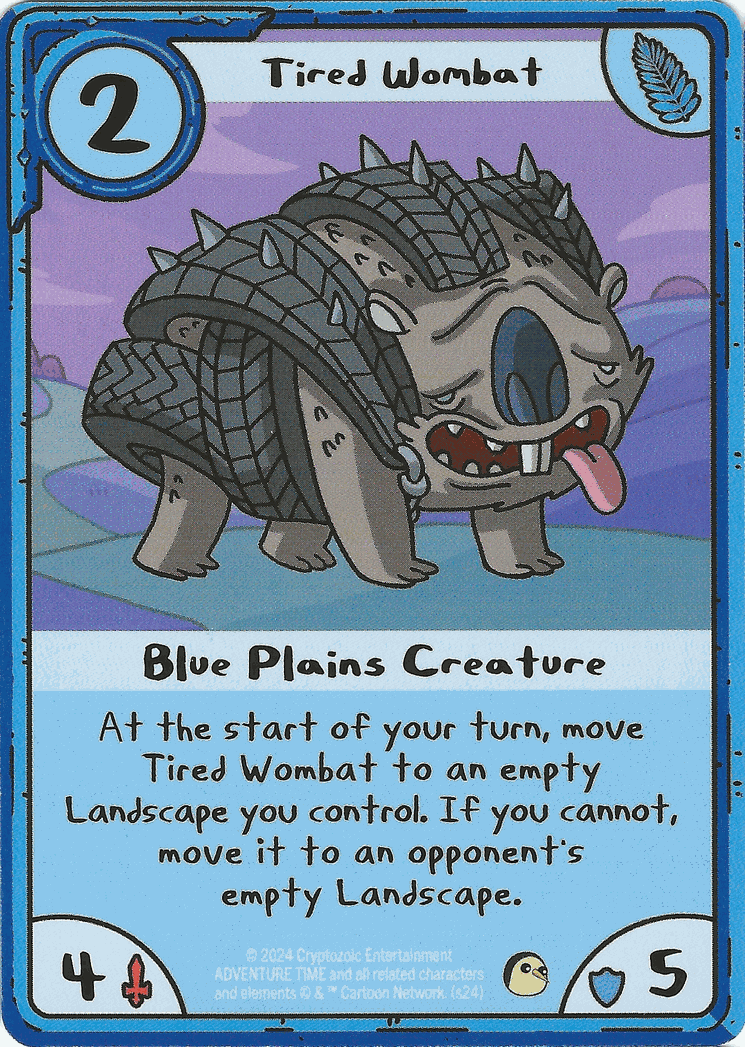 2
Tired Wombat
Blue Plains Creature
At the start of your turn, move
Tired Wombat to an empty
Landscape you control. If you cannot,
move it to an opponent's
empty Landscape.
4
© 2024 Cryptozoic Entertainment
ADVENTURE TIME and all related characters
and elements © & ™ Cartoon Network. (s24)
5